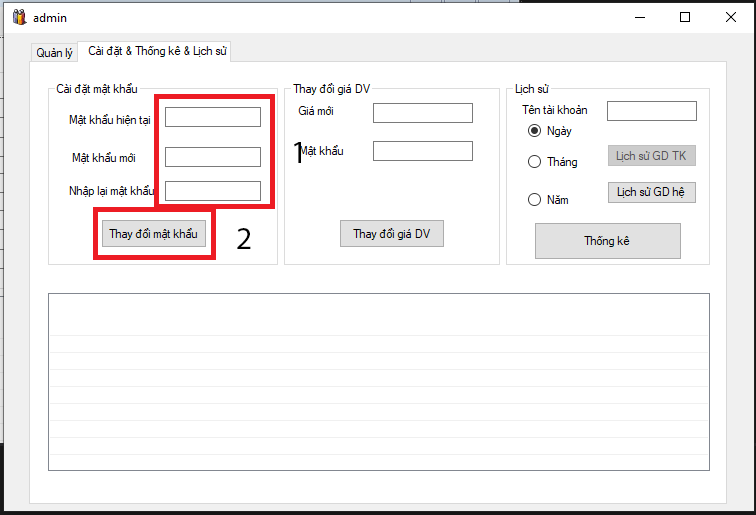 admin
Quản lý
Cài đặt & Thống kê & Lịch sử
Cài đặt mật khẩu
Mật khẩu hiện tại
Mật khẩu mới
Nhập lại mật khẩu
Thay đổi mật khẩu
2
Thay đổi giá DV
Giá mới
1
Mật khẩu
Thay đổi giá DV
Lịch sử
Tên tài khoản
Ngày
Tháng
Lịch sử GD TK
Năm
Lịch sử GD hệ
Thống kê